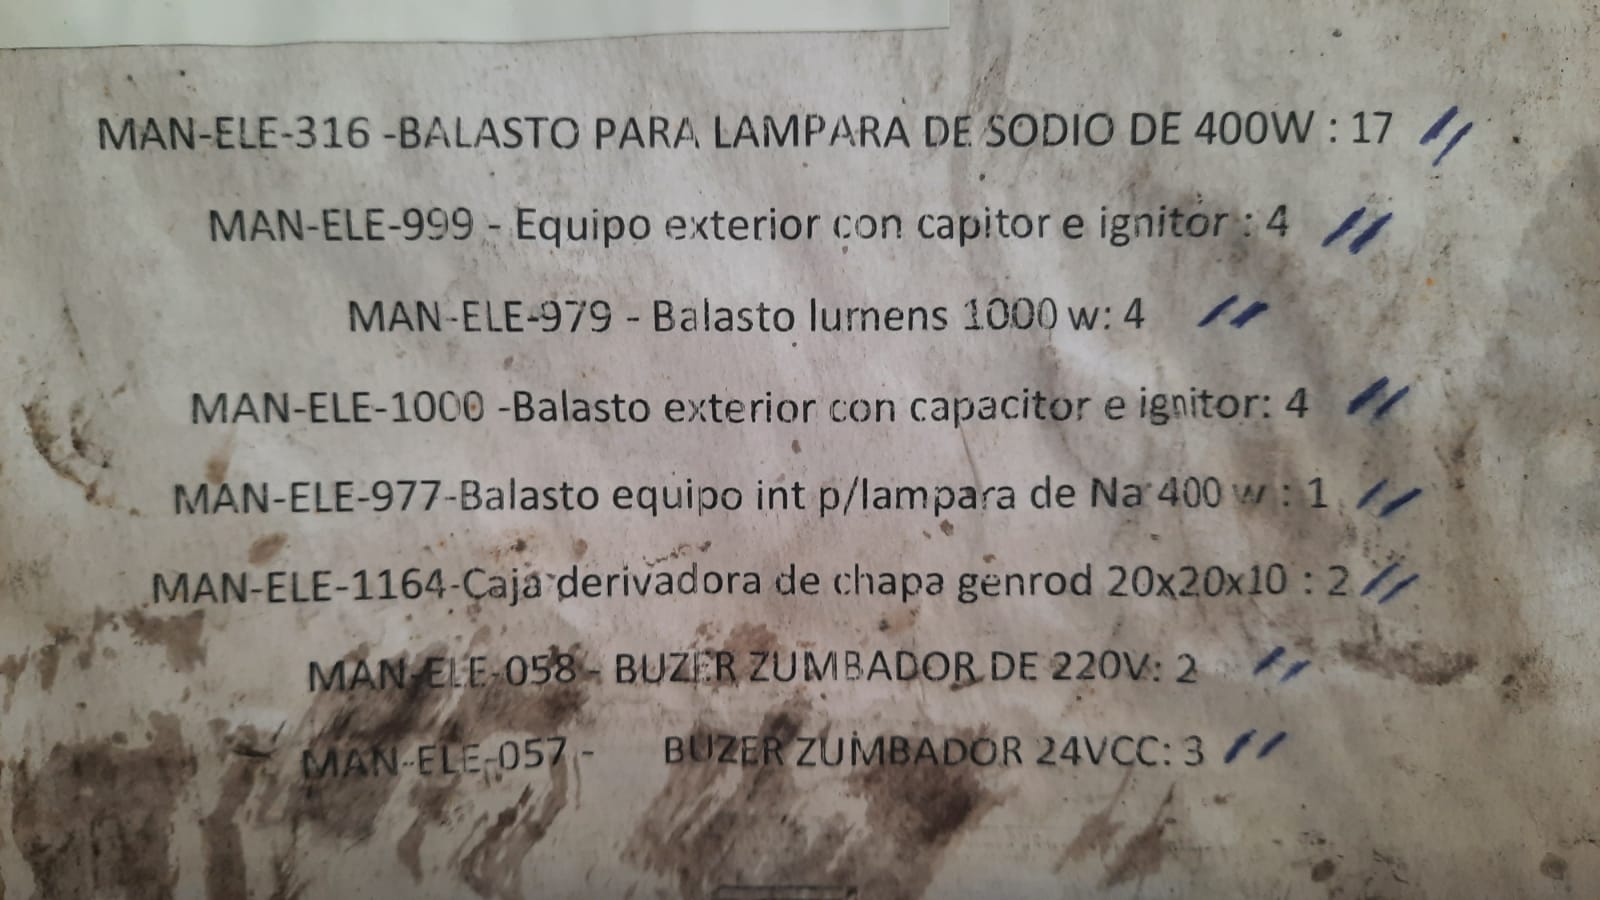 MAN-ELE-316 -BALASTO PARA LAMPARA DE SODIO DE 400W : 17
MAN-ELE-999 - Equipo exterior con capitor e ignitor : 4
MAN-ELE-979 - Balasto lumens 1000 w: 4
MAN-ELE-1000 -Balasto exterior con capacitor e ignitor: 4
MAN-ELE-977-Balasto equipo int p/lampara de Na 400 w : 1
MAN-ELE-1164-Caja derivadora de chapa genrod 20x20x10 : 2
MAN-ELE-058 - BUZER ZUMBADOR DE 220V: 2
MAN-ELE-057 - BUZER ZUMBADOR 24VCC: 3